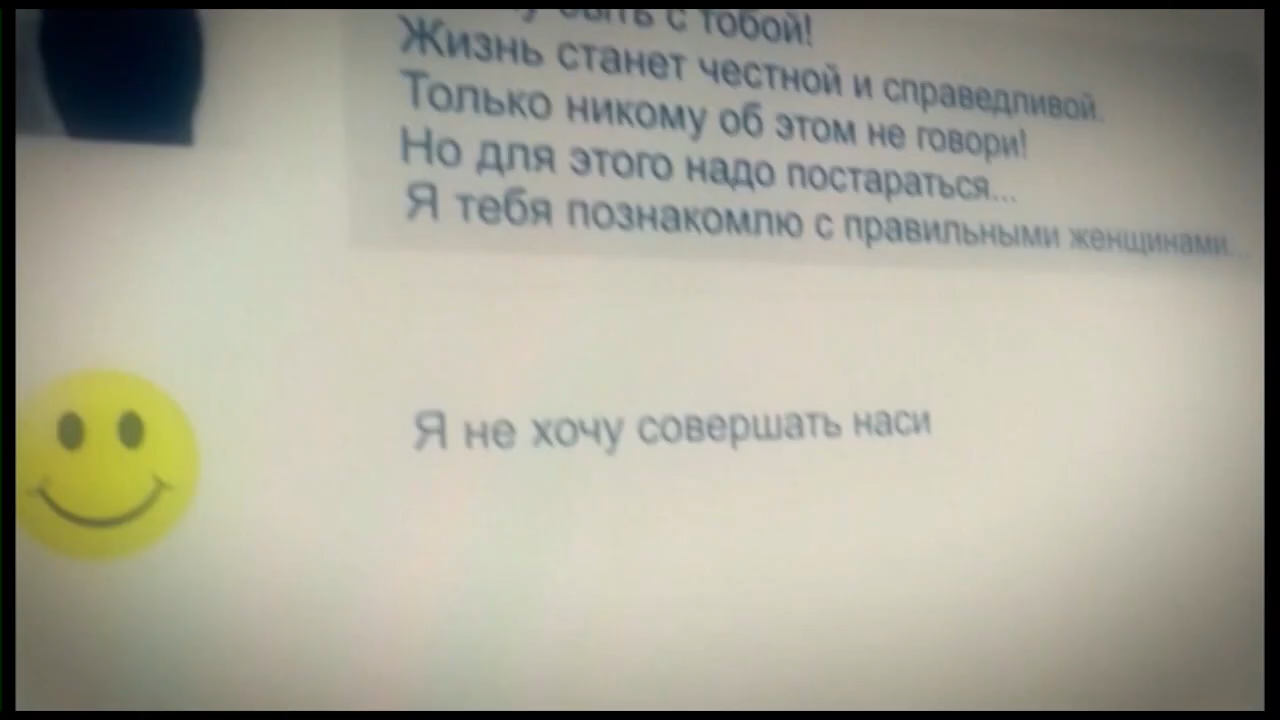 быть с тобой!
Жизнь станет честной и справедливой.
Только никому об этом не говори!
Но для этого надо постараться...
Я тебя познакомлю с правильными женщинами...
Я не хочу совершать наси